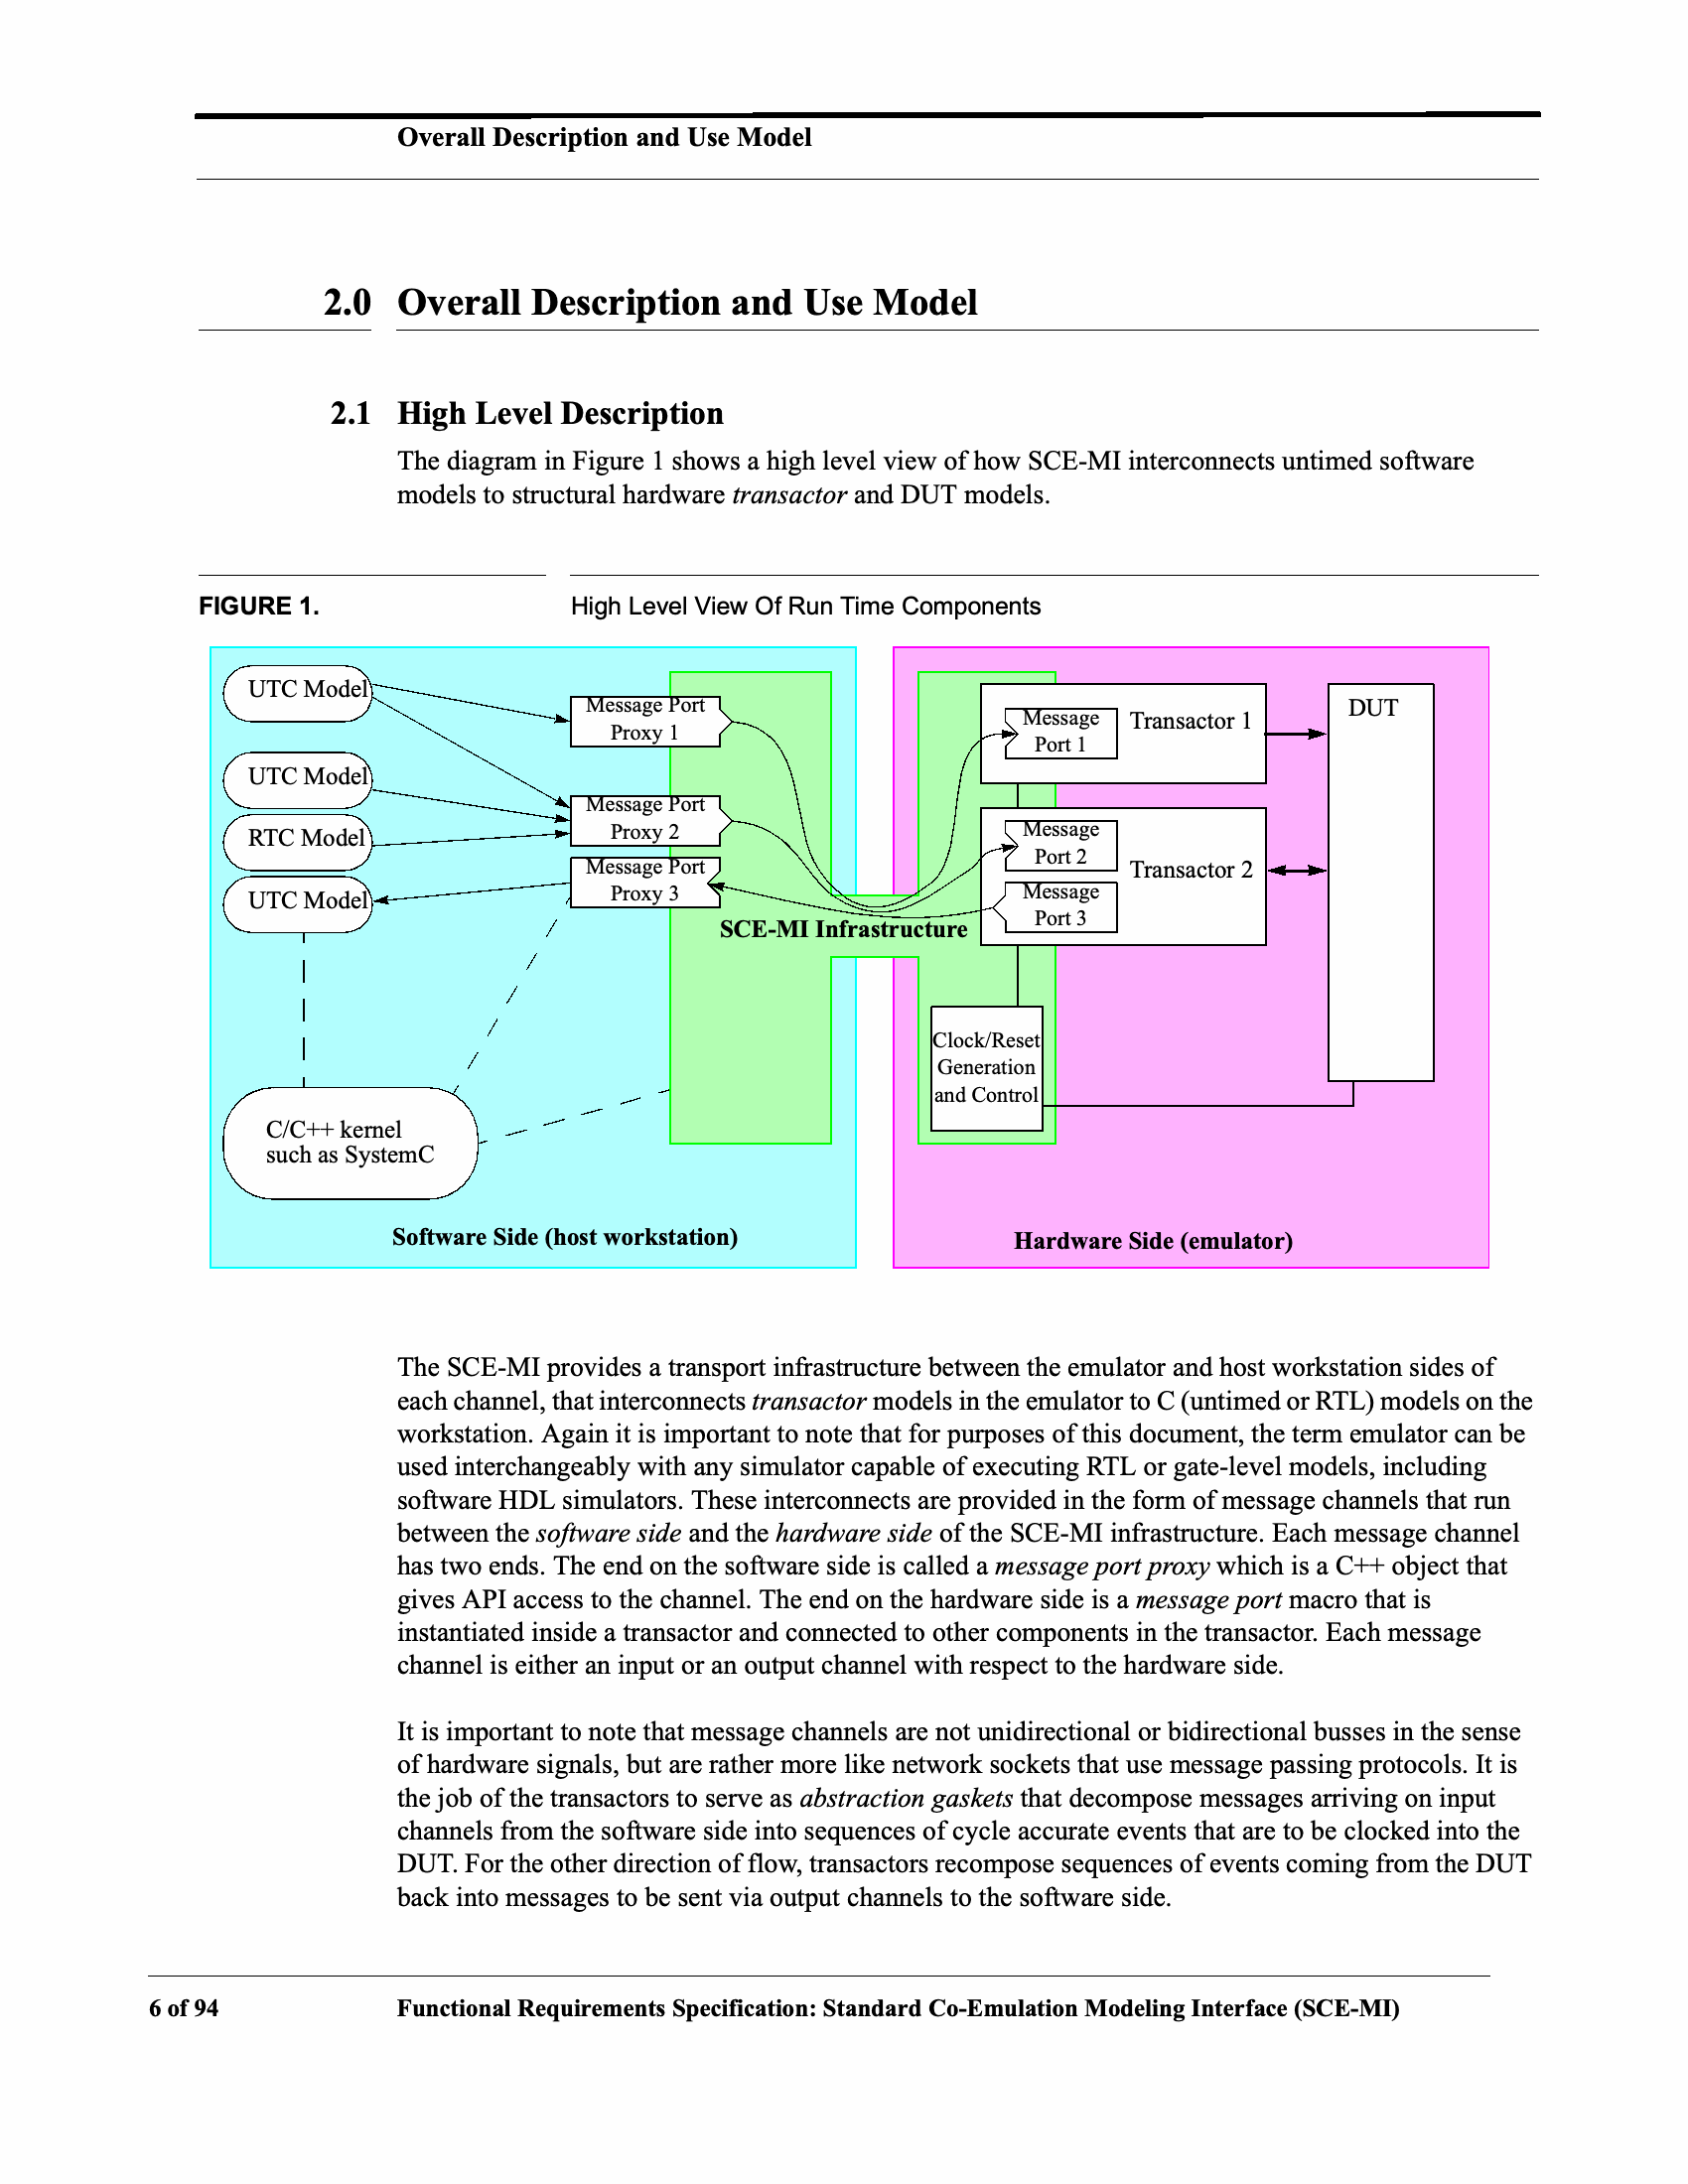 Overall Description and Use Model
2.0 Overall Description and Use Model
2.1 High Level Description
The diagram in Figure 1 shows a high level view of how SCE-MI interconnects untimed software
models to structural hardware transactor and DUT models.
FIGURE 1. High Level View Of Run Time Components
UTC Model
UTC Model
RTC Model
UTC Model
C/C++ kernel
such as SystemC
Message Port
Proxy 1
Message Port
Proxy 2
Message Port
Proxy 3
SCE-MI Infrastructure
Software Side (host workstation)
Message
Port 1
Transactor 1
Message
Port 2
Transactor 2
Message
Port 3
DUT
Clock/Reset
Generation
and Control
Hardware Side (emulator)
The SCE-MI provides a transport infrastructure between the emulator and host workstation sides of
each channel, that interconnects transactor models in the emulator to C (untimed or RTL) models on the
workstation. Again it is important to note that for purposes of this document, the term emulator can be
used interchangeably with any simulator capable of executing RTL or gate-level models, including
software HDL simulators. These interconnects are provided in the form of message channels that run
between the software side and the hardware side of the SCE-MI infrastructure. Each message channel
has two ends. The end on the software side is called a message port proxy which is a C++ object that
gives API access to the channel. The end on the hardware side is a message port macro that is
instantiated inside a transactor and connected to other components in the transactor. Each message
channel is either an input or an output channel with respect to the hardware side.
It is important to note that message channels are not unidirectional or bidirectional busses in the sense
of hardware signals, but are rather more like network sockets that use message passing protocols. It is
the job of the transactors to serve as abstraction gaskets that decompose messages arriving on input
channels from the software side into sequences of cycle accurate events that are to be clocked into the
DUT. For the other direction of flow, transactors recompose sequences of events coming from the DUT
back into messages to be sent via output channels to the software side.
6 of 94 Functional Requirements Specification: Standard Co-Emulation Modeling Interface (SCE-MI)